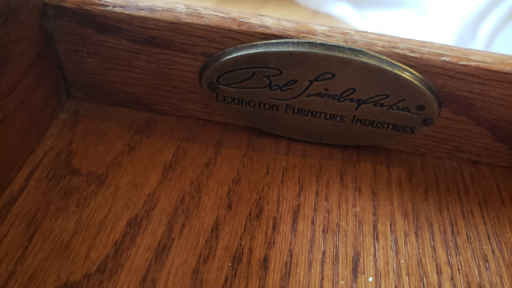 Bob Timberlake ®
LEXINGTON FURNITURE INDUSTRIES